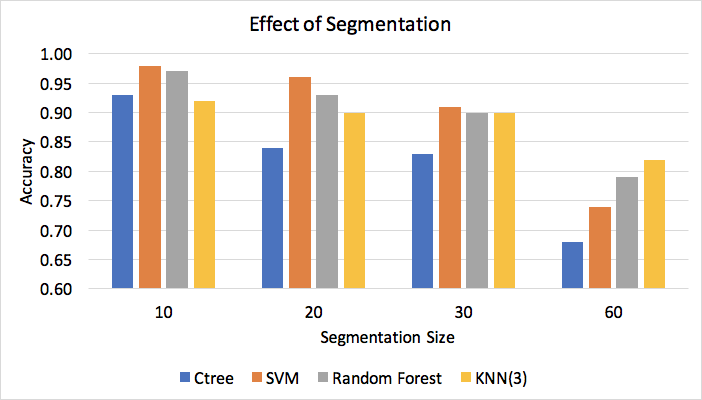 Effect of Segmentation
1.00
0.95
0.90
0.85
0.80
0.75
0.70
0.65
0.60
Accuracy
10 20 30 60
Segmentation Size
Ctree SVM Random Forest KNN(3)